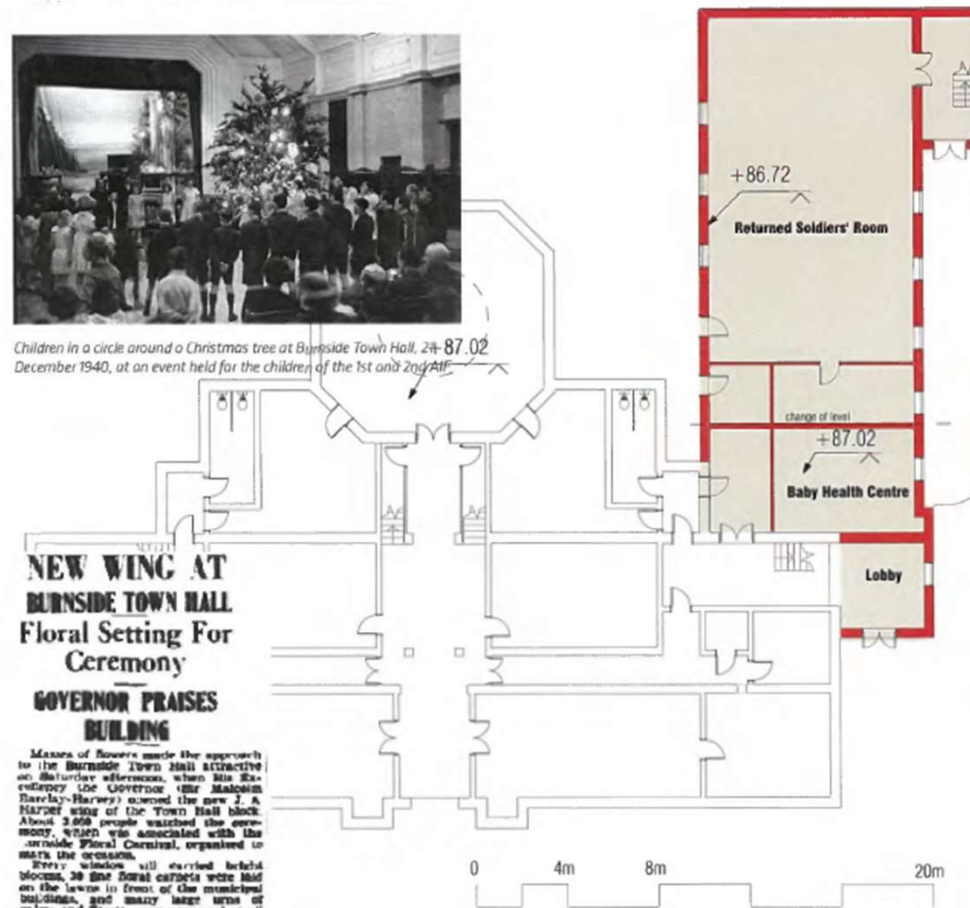 Children in a circle around a Christmas tree at Burnside Town Hall, 21
December 1940, at an event held for the children of the 1st and 2nd AIF.
+87.02
+86.72
Returned Soldiers' Room
change of level
+87.02
Baby Health Centre
Lobby
NEW WING AT
BURNSIDE TOWN HALL
Floral Setting For
Ceremony
GOVERNOR PRAISES
BUILDING
Masses of flowers made the approach
to the Burnside Town Hall attractive
on Saturday afternoon, when His Ex-
cellency the Governor (Sir Malcolm
Barclay-Harvey) opened the new J. A.
Harper wing of the Town Hall block.
About 3,000 people watched the cere-
mony, which was associated with the
Burnside Floral Carnival, organised to
mark the occasion.
Every window sill carried bright
blooms, 30 fine floral carpets were laid
on the lawns in front of the municipal
buildings, and many large urns of
0 4m 8m 20m